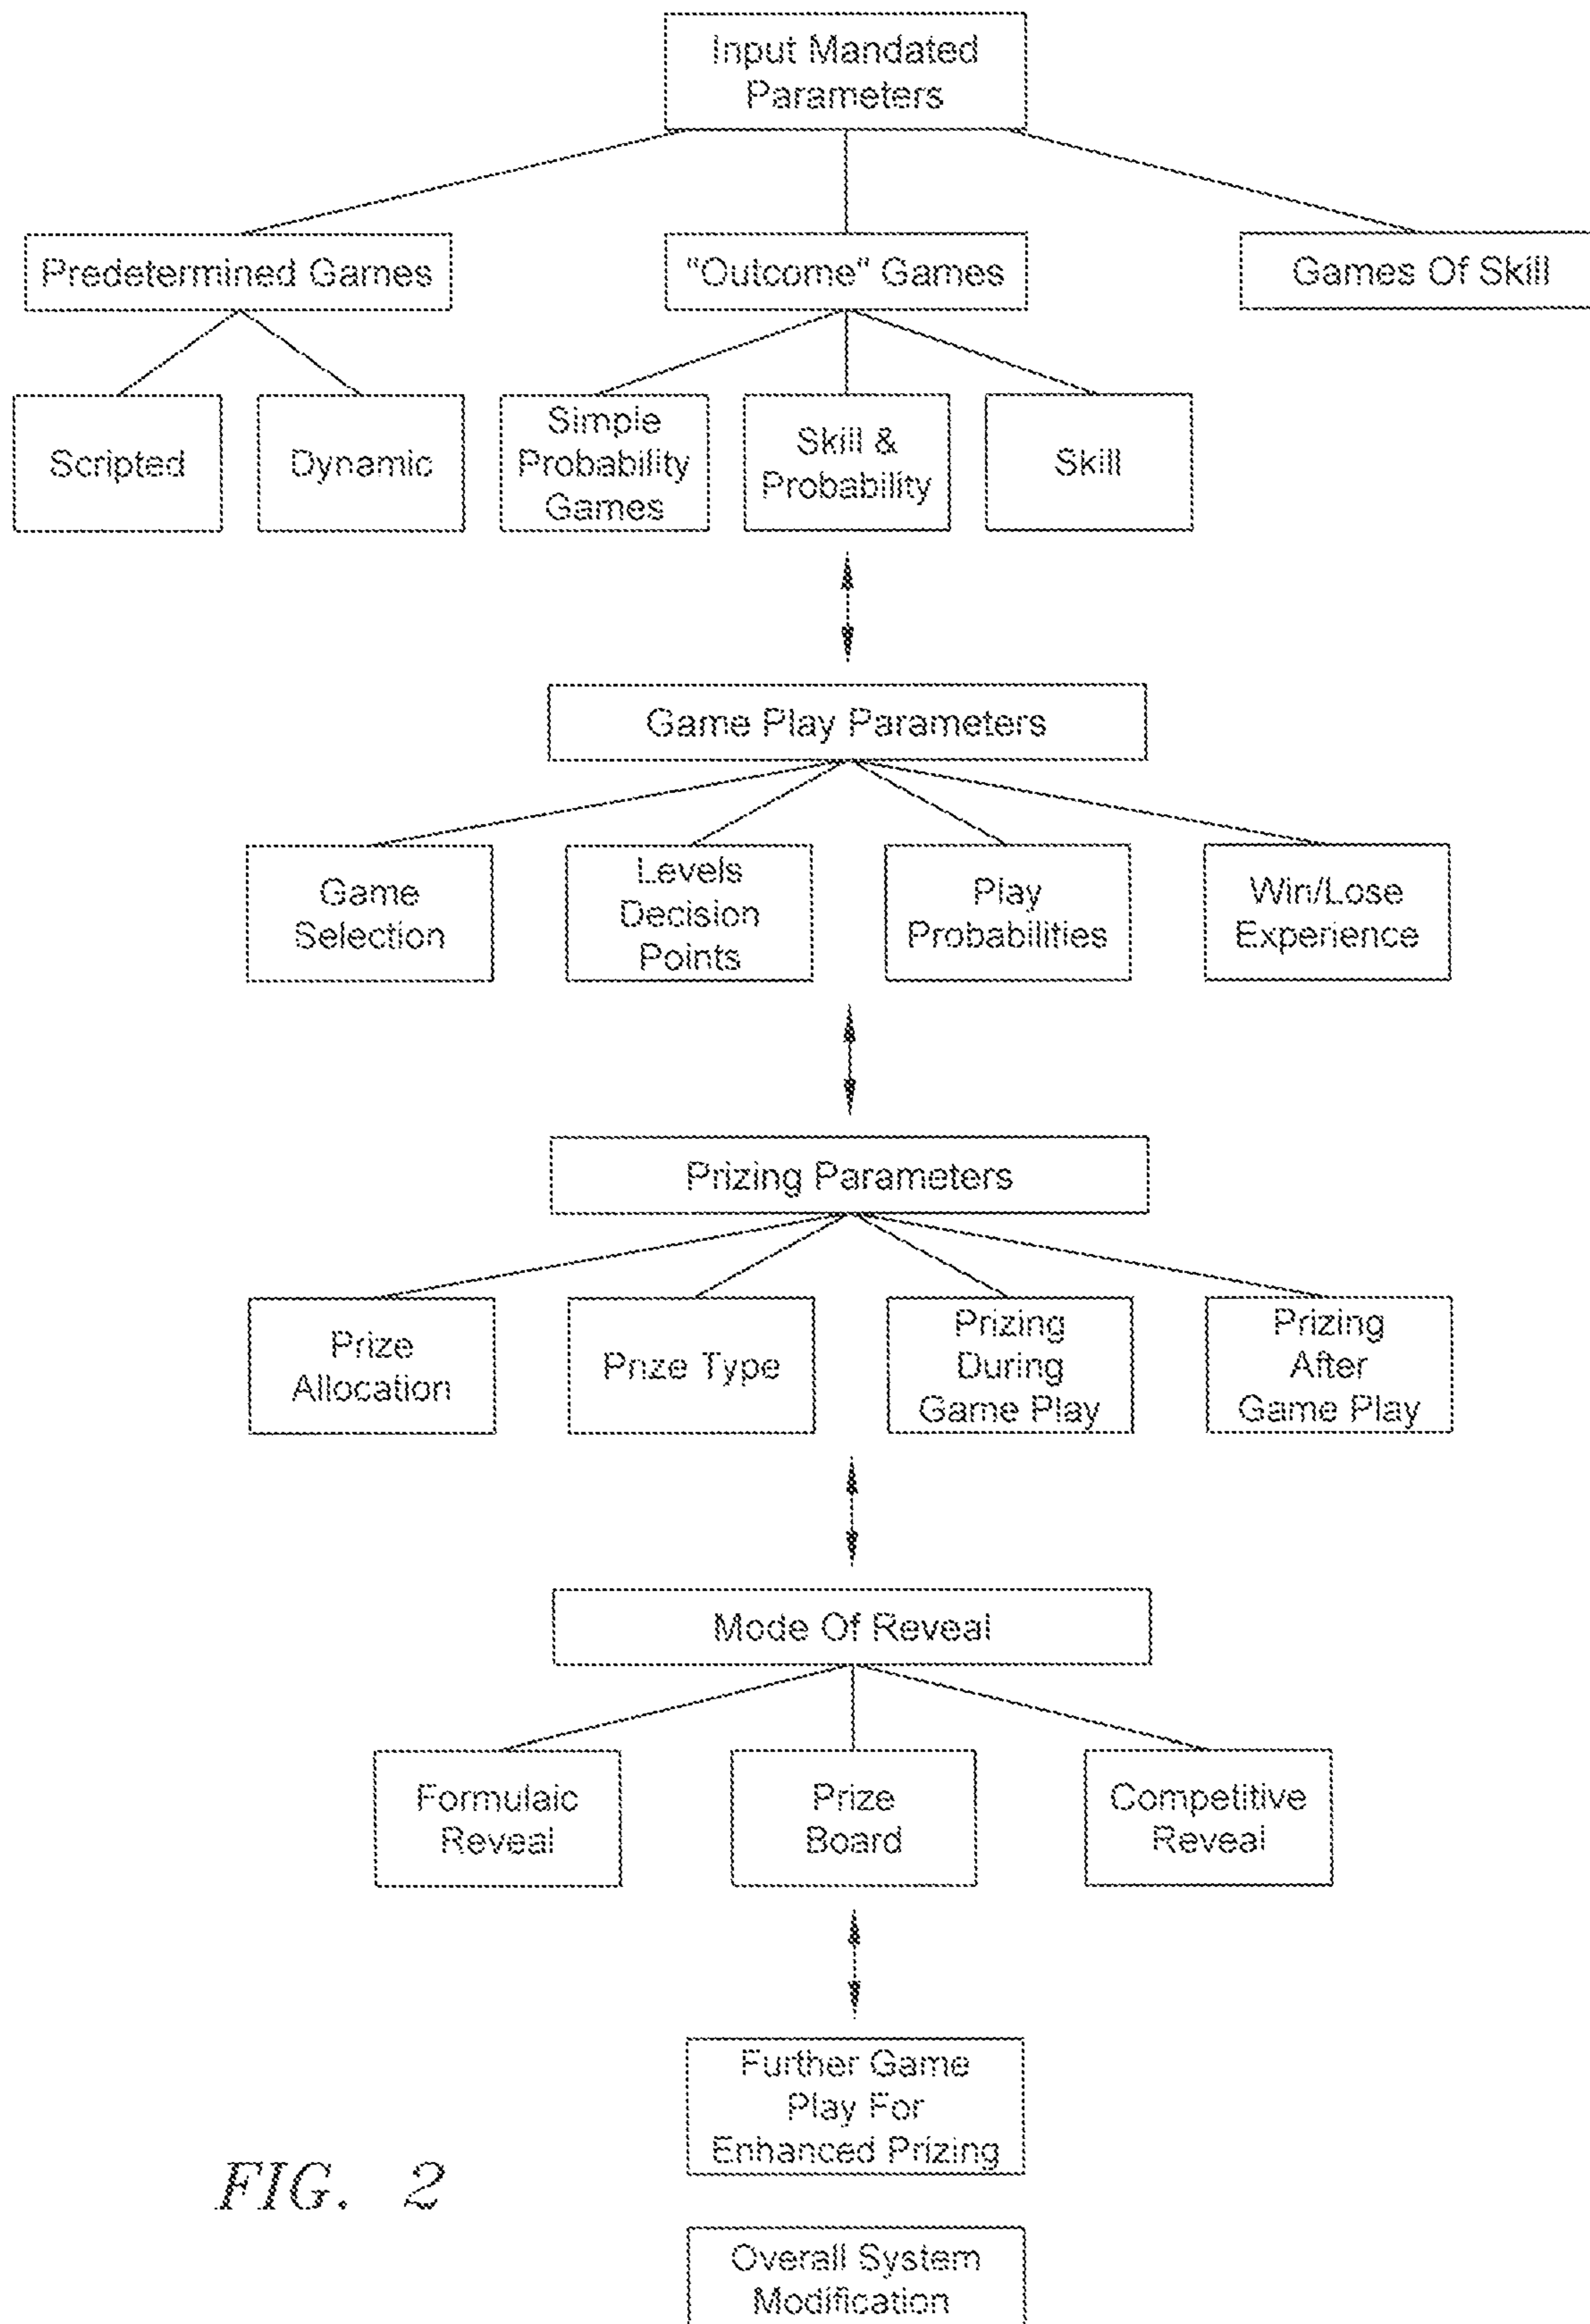 Input Mandated
Parameters
Predetermined Games
"Outcome" Games
Games Of Skill
Scripted
Dynamic
Simple
Probability
Games
Skill &
Probability
Skill
Game Play Parameters
Game
Selection
Levels
Decision
Points
Play
Probabilities
Win/Lose
Experience
Prizing Parameters
Prize
Allocation
Prize Type
Prizing
During
Game Play
Prizing
After
Game Play
Mode Of Reveal
Formulaic
Reveal
Prize
Board
Competitive
Reveal
Further Game
Play For
Enhanced Prizing
FIG. 2
Overall System
Modification